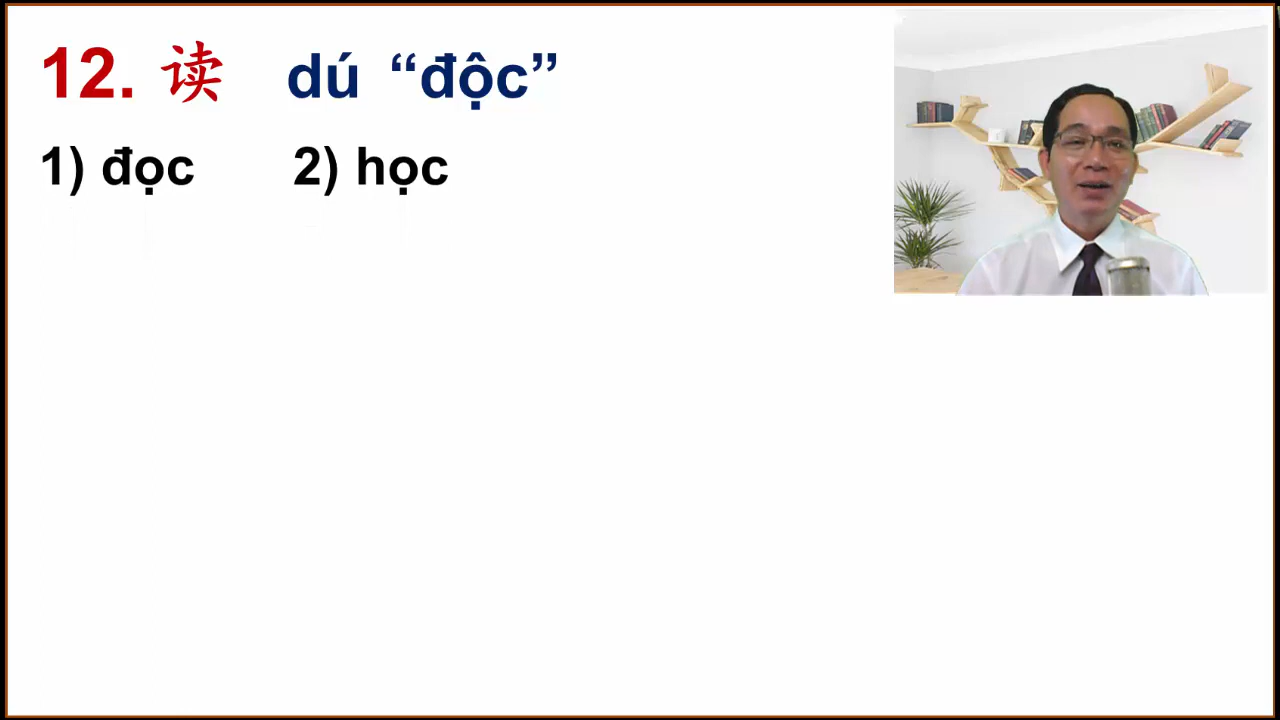 12. 读 dú “độc”
1) đọc 2) học